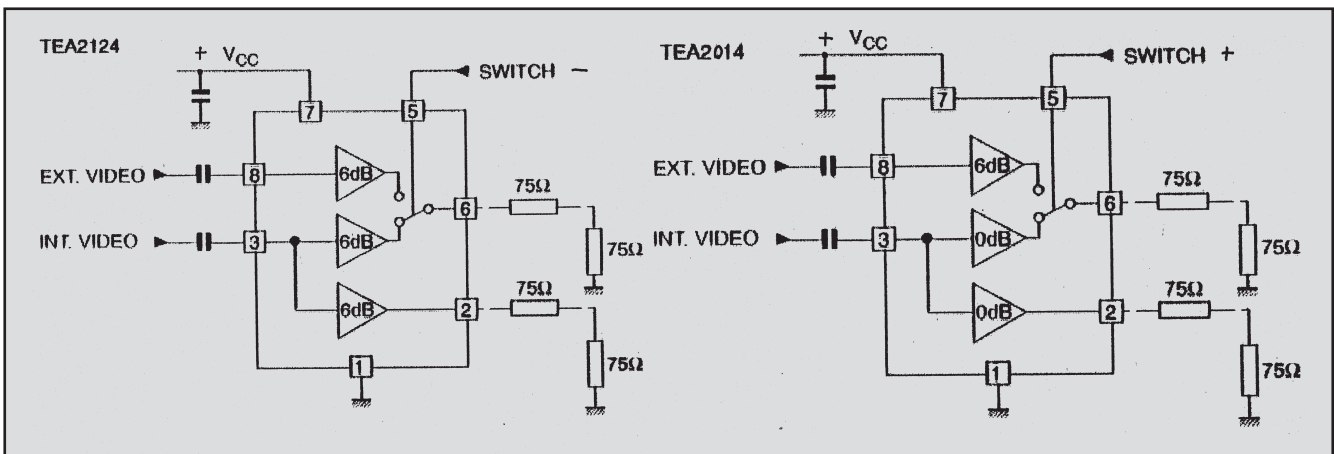 TEA2124
+ VCC
SWITCH −
7
5
EXT. VIDEO
8
6dB
75Ω
6
INT. VIDEO
3
6dB
75Ω
75Ω
6dB
2
75Ω
1
TEA2014
+ VCC
SWITCH +
7
5
EXT. VIDEO
8
6dB
75Ω
6
INT. VIDEO
3
0dB
75Ω
75Ω
0dB
2
75Ω
1